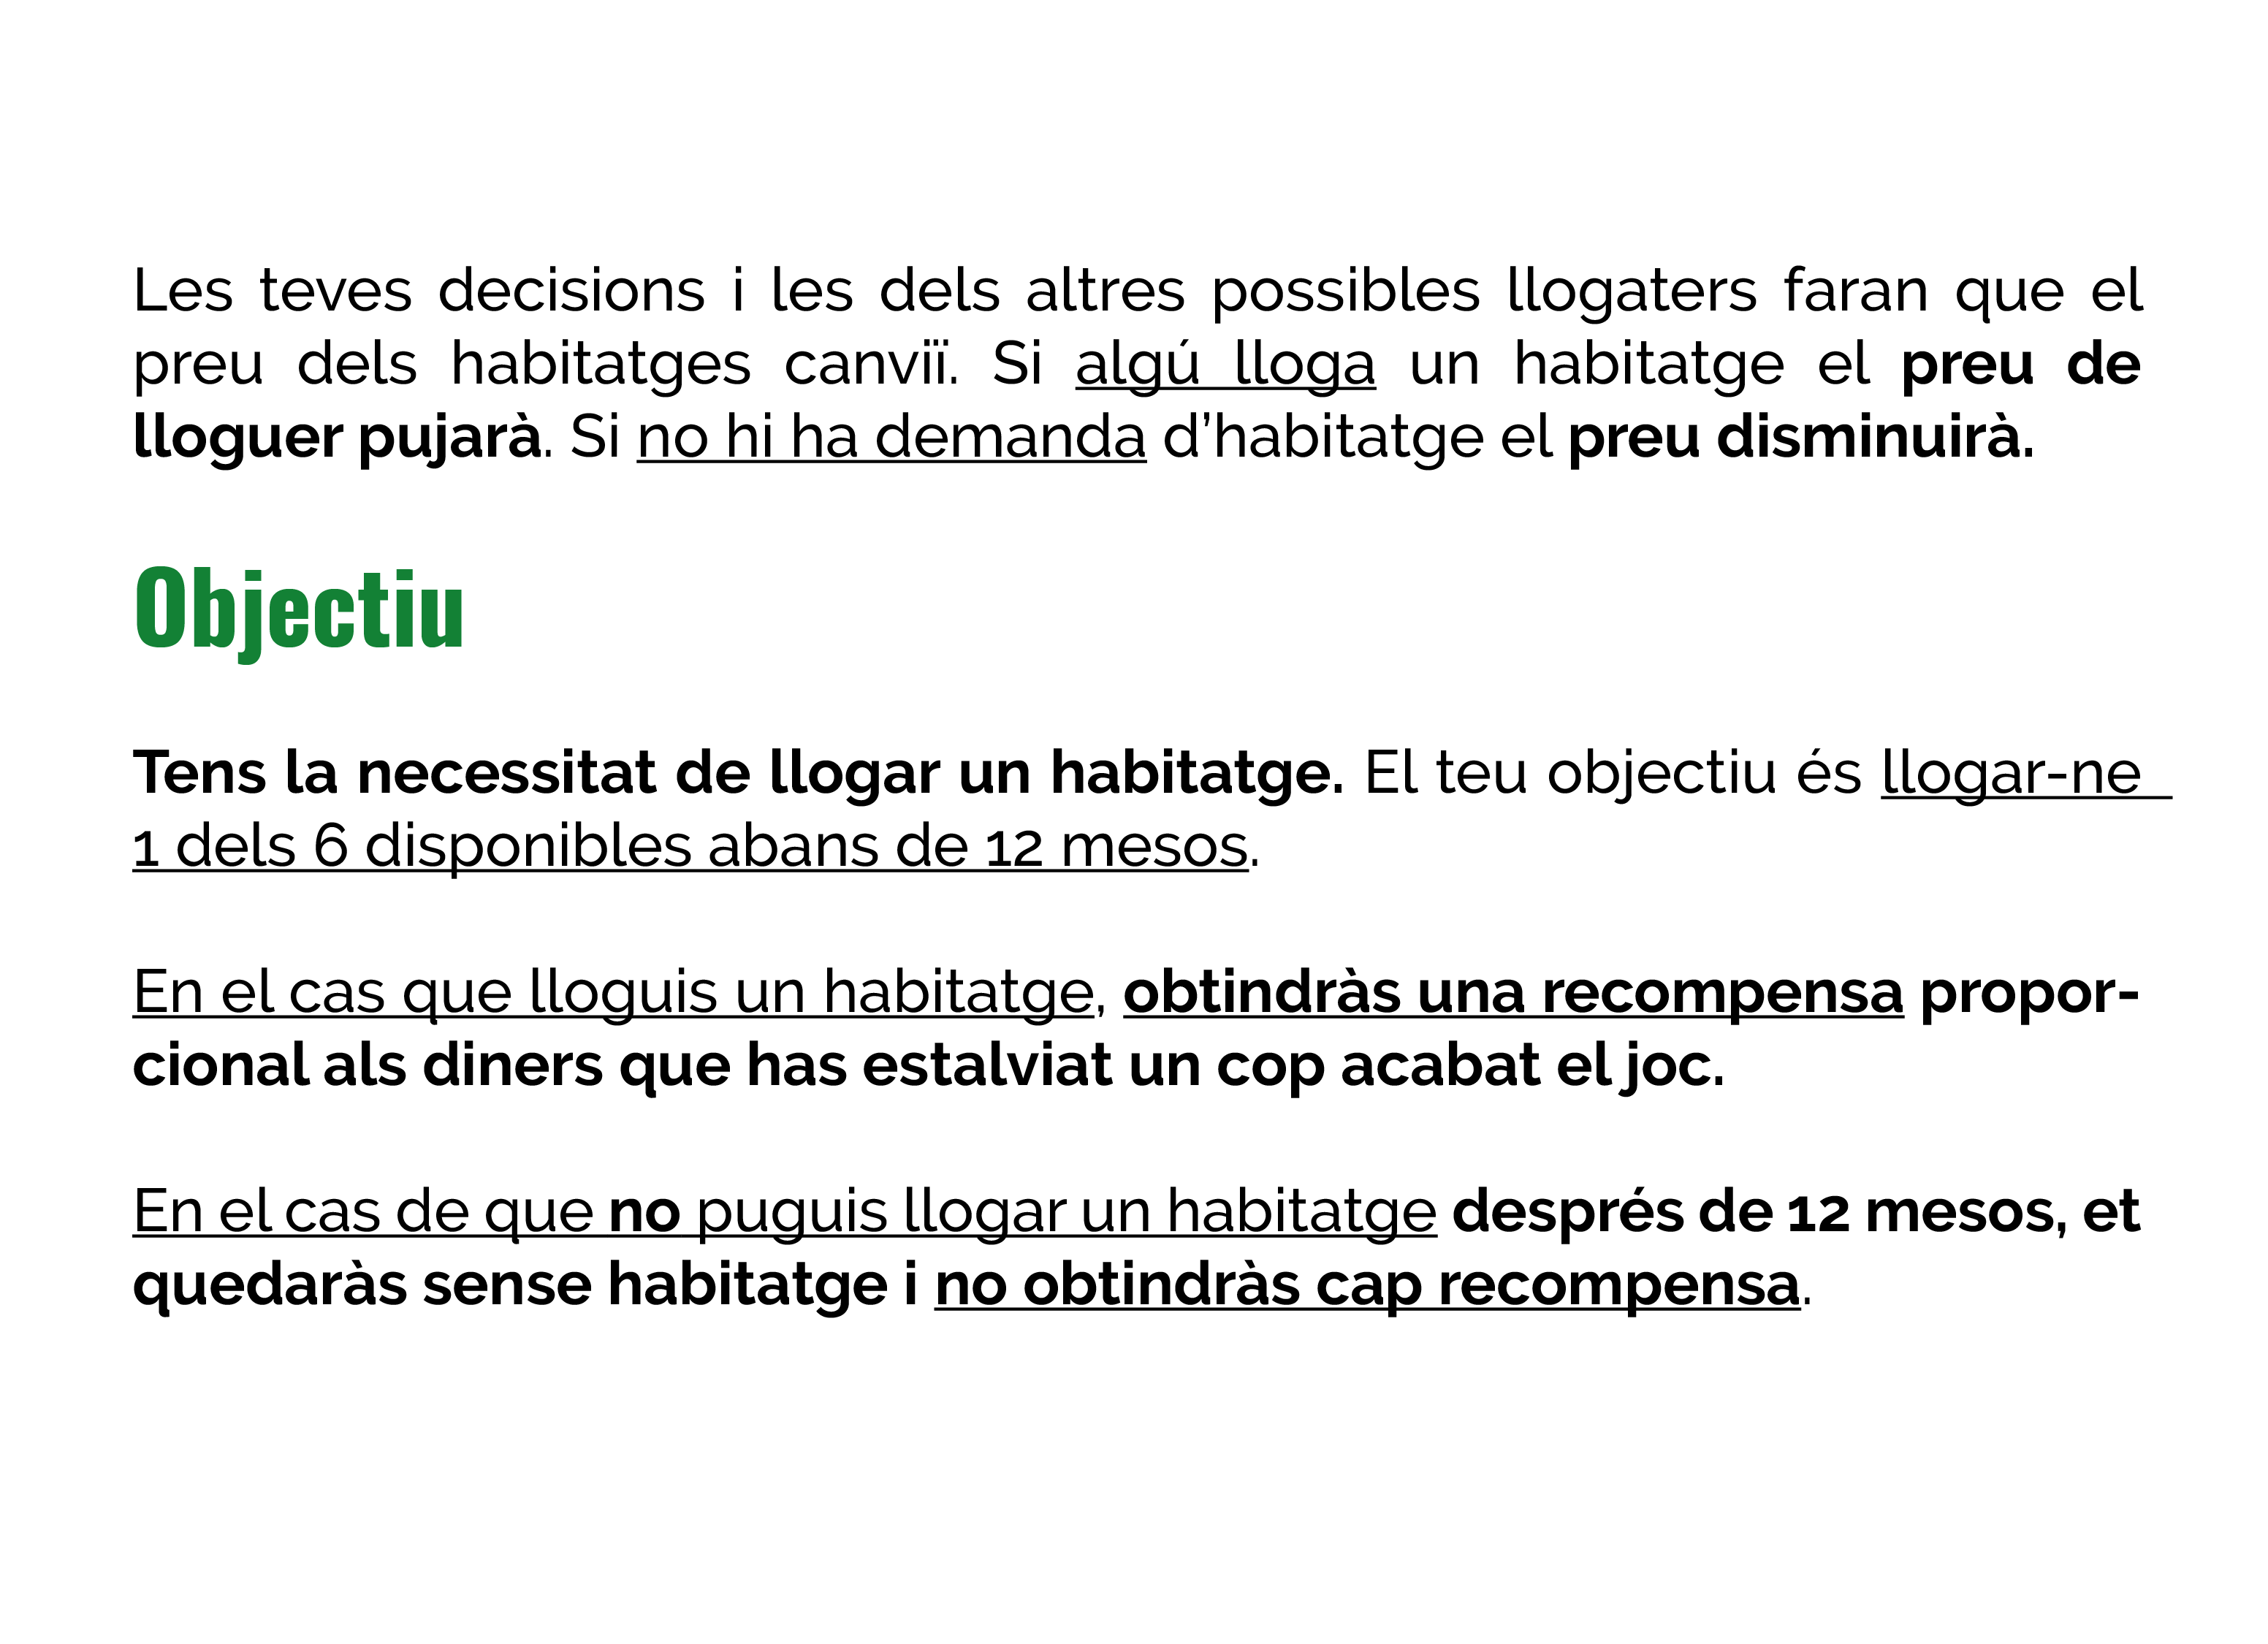 Les teves decisions i les dels altres possibles llogaters faran que el
preu dels habitatges canviï. Si algú lloga un habitatge el preu de
lloguer pujarà. Si no hi ha demanda d’habitatge el preu disminuirà.
Objectiu
Tens la necessitat de llogar un habitatge. El teu objectiu és llogar-ne
1 dels 6 disponibles abans de 12 mesos.
En el cas que lloguis un habitatge, obtindràs una recompensa propor-
cional als diners que has estalviat un cop acabat el joc.
En el cas de que no puguis llogar un habitatge després de 12 mesos, et
quedaràs sense habitatge i no obtindràs cap recompensa.